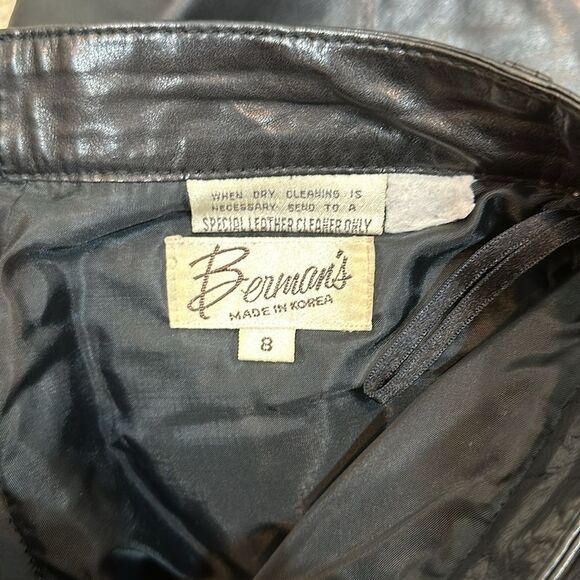 WHEN DRY CLEANING IS
NECESSARY SEND TO A
SPECIAL LEATHER CLEANER ONLY
Berman's
MADE IN KOREA
8